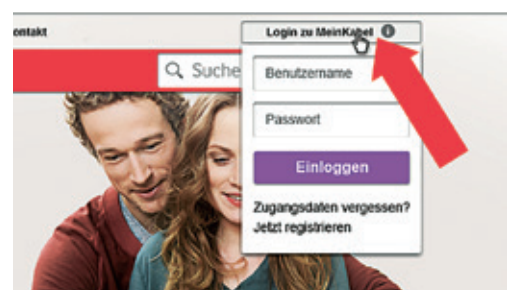 ontakt
Login zu MeinKabel i
Suche
Benutzername
Passwort
Einloggen
Zugangsdaten vergessen?
Jetzt registrieren